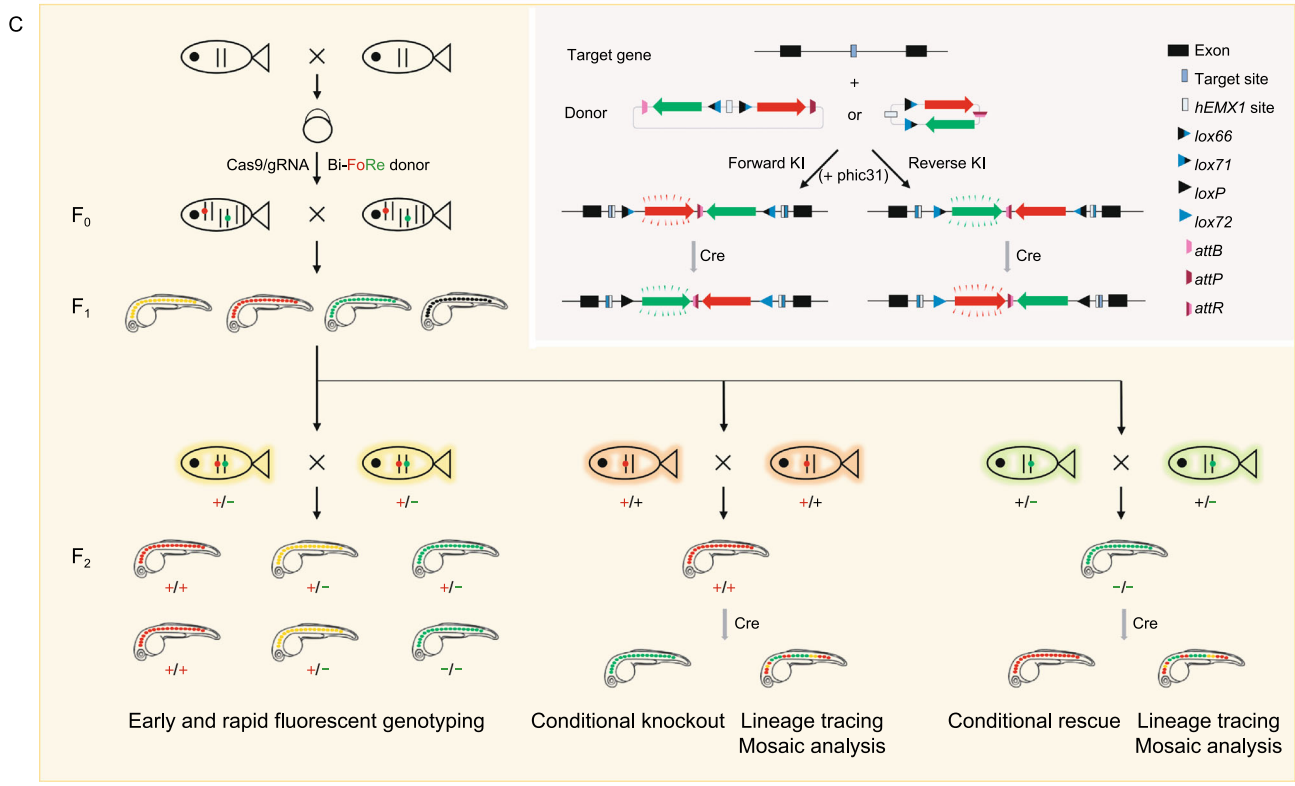 C
Target gene
+
Donor
or
Forward KI
Reverse KI
(+ phic31)
Cre
Cre
Exon
Target site
hEMX1 site
lox66
lox71
loxP
lox72
attB
attP
attR
×
Cas9/gRNA
Bi-FoRe donor
F0
×
F1
×
×
×
+/−
+/−
+/+
+/+
+/−
+/−
F2
+/+
+/−
+/−
+/+
−/−
+/+
+/−
−/−
Cre
Cre
Early and rapid fluorescent genotyping
Conditional knockout
Lineage tracing
Mosaic analysis
Conditional rescue
Lineage tracing
Mosaic analysis